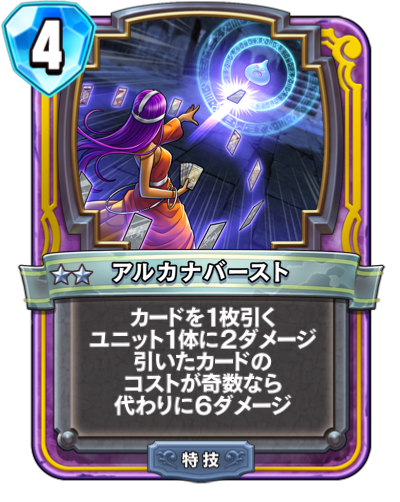 4
アルカナバースト
カードを1枚引く
ユニット1体に2ダメージ
引いたカードの
コストが奇数なら
代わりに6ダメージ
特技